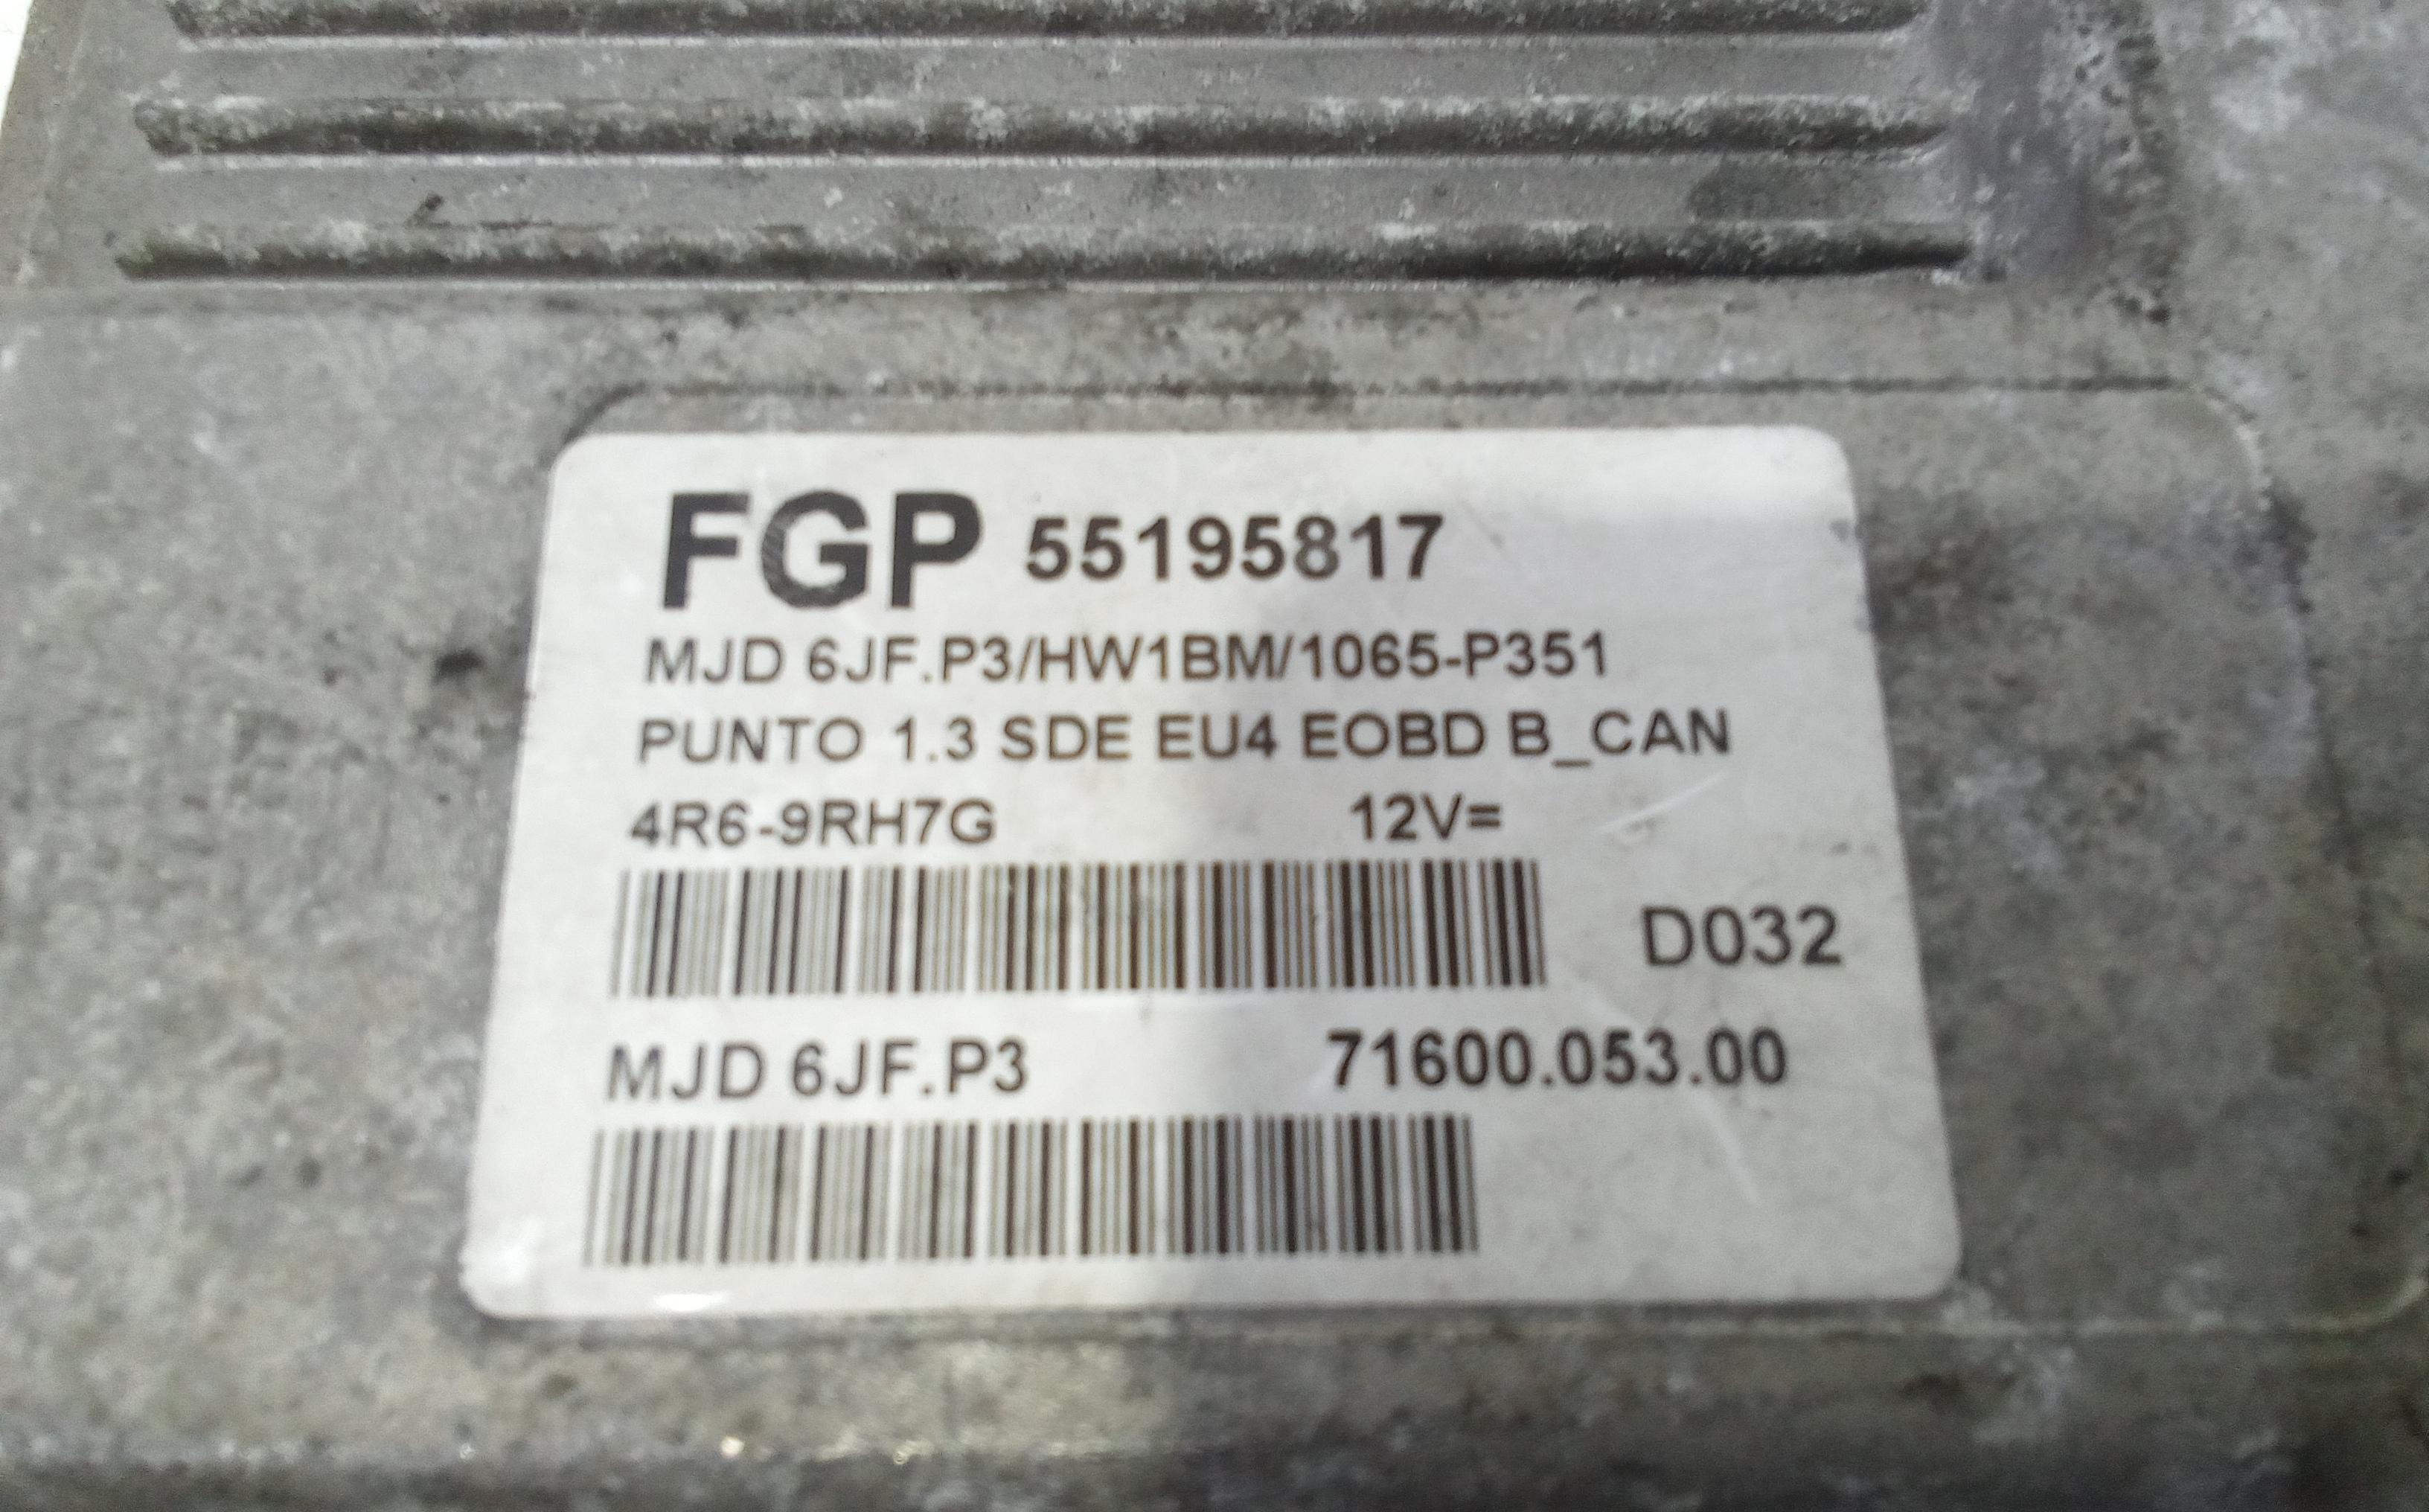 FGP 55195817
MJD 6JF.P3/HW1BM/1065-P351
PUNTO 1.3 SDE EU4 EOBD B_CAN
4R6-9RH7G 12V=
D032
MJD 6JF.P3 71600.053.00